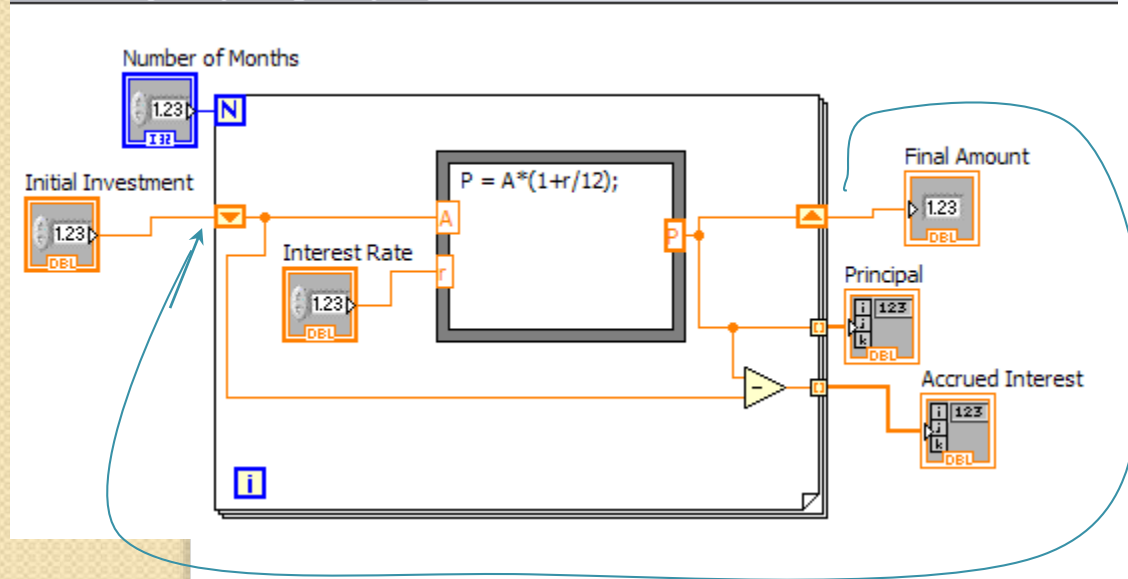 Number of Months
1.23
I32
N
Initial Investment
1.23
DBL
P = A*(1+r/12);
A
r
P
Interest Rate
1.23
DBL
Final Amount
1.23
DBL
Principal
i 123
j
k
DBL
-
Accrued Interest
i 123
j
k
DBL
i